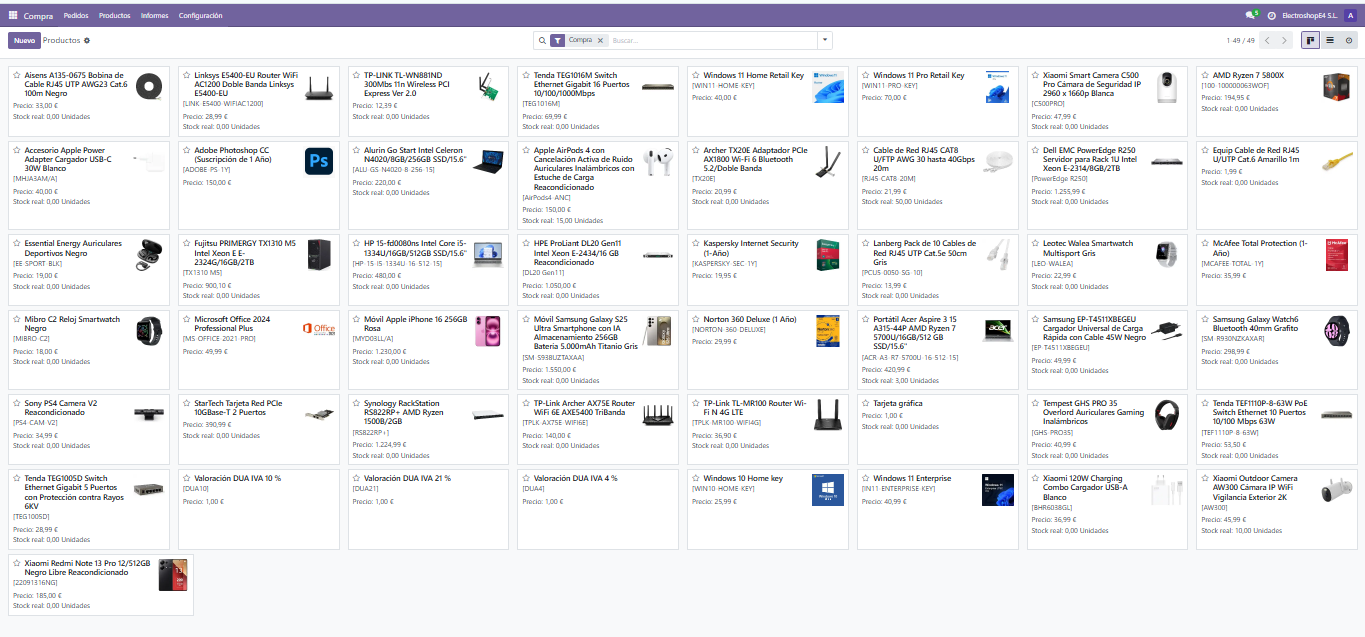 Compra Pedidos Productos Informes Configuración
5 ElectroshopE4 S.L. A
Nuevo Productos
Compra Buscar...
1-49 / 49
Aisens A135-0675 Bobina de
Cable RJ45 UTP AWG23 Cat.6
100m Negro
Precio: 33,00 €
Stock real: 0,00 Unidades
Linksys E5400-EU Router WiFi
AC1200 Doble Banda Linksys
E5400-EU
[LINK-E5400-WIFIAC1200]
Precio: 28,99 €
Stock real: 0,00 Unidades
TP-LINK TL-WN881ND
300Mbps 11n Wireless PCI
Express Ver 2.0
Precio: 12,39 €
Stock real: 0,00 Unidades
Tenda TEG1016M Switch
Ethernet Gigabit 16 Puertos
10/100/1000Mbps
[TEG1016M]
Precio: 69,99 €
Stock real: 0,00 Unidades
Windows 11 Home Retail Key
[WIN11-HOME-KEY]
Precio: 40,00 €
Windows 11 Pro Retail Key
[WIN11-PRO-KEY]
Precio: 70,00 €
Xiaomi Smart Camera C500
Pro Cámara de Seguridad IP
2960 x 1660p Blanca
[C500PRO]
Precio: 47,99 €
Stock real: 0,00 Unidades
AMD Ryzen 7 5800X
[100-100000063WOF]
Precio: 194,95 €
Stock real: 0,00 Unidades
Accesorio Apple Power
Adapter Cargador USB-C
30W Blanco
[MHJA3AM/A]
Precio: 40,00 €
Stock real: 0,00 Unidades
Adobe Photoshop CC
(Suscripción de 1 Año)
[ADOBE-PS-1Y]
Precio: 150,00 €
Ps
Alurin Go Start Intel Celeron
N4020/8GB/256GB SSD/15.6"
[ALU-GS-N4020-8-256-15]
Precio: 220,00 €
Stock real: 0,00 Unidades
Apple AirPods 4 con
Cancelación Activa de Ruido
Auriculares Inalámbricos con
Estuche de Carga
Reacondicionado
[AirPods4-ANC]
Precio: 150,00 €
Stock real: 15,00 Unidades
Archer TX20E Adaptador PCIe
AX1800 Wi-Fi 6 Bluetooth
5.2/Doble Banda
[TX20E]
Precio: 20,99 €
Stock real: 0,00 Unidades
Cable de Red RJ45 CAT8
U/FTP AWG 30 hasta 40Gbps
20m
[RJ45-CAT8-20M]
Precio: 21,99 €
Stock real: 50,00 Unidades
Dell EMC PowerEdge R250
Servidor para Rack 1U Intel
Xeon E-2314/8GB/2TB
[PowerEdge R250]
Precio: 1.255,99 €
Stock real: 0,00 Unidades
Equip Cable de Red RJ45
U/UTP Cat.6 Amarillo 1m
Precio: 1,99 €
Stock real: 0,00 Unidades
Essential Energy Auriculares
Deportivos Negro
[EE-SPORT-BLK]
Precio: 19,00 €
Stock real: 0,00 Unidades
Fujitsu PRIMERGY TX1310 M5
Intel Xeon E E-
2324G/16GB/2TB
[TX1310 M5]
Precio: 900,10 €
Stock real: 0,00 Unidades
HP 15-fd0080ns Intel Core i5-
1334U/16GB/512GB SSD/15.6"
[HP-15-i5-1334U-16-512-15]
Precio: 480,00 €
Stock real: 0,00 Unidades
HPE ProLiant DL20 Gen11
Intel Xeon E-2434/16 GB
Reacondicionado
[DL20 Gen11]
Precio: 1.050,00 €
Stock real: 0,00 Unidades
Kaspersky Internet Security
(1-Año)
[KASPERSKY-SEC-1Y]
Precio: 19,95 €
Lanberg Pack de 10 Cables de
Red RJ45 UTP Cat.5e 50cm
Gris
[PCU5-0050-SG-10]
Precio: 13,99 €
Stock real: 0,00 Unidades
Leotec Walea Smartwatch
Multisport Gris
[LEO-WALEA]
Precio: 22,99 €
Stock real: 0,00 Unidades
McAfee Total Protection (1-
Año)
[MCAFEE-TOTAL-1Y]
Precio: 35,99 €
McAfee
Mibro C2 Reloj Smartwatch
Negro
[MIBRO-C2]
Precio: 18,00 €
Stock real: 0,00 Unidades
Microsoft Office 2024
Professional Plus
[MS-OFFICE-2021-PRO]
Precio: 49,99 €
Office
Móvil Apple iPhone 16 256GB
Rosa
[MYD03LL/A]
Precio: 1.230,00 €
Stock real: 0,00 Unidades
Móvil Samsung Galaxy S25
Ultra Smartphone con IA
Almacenamiento 256GB
Batería 5.000mAh Titanio Gris
[SM-S938UZTAXAA]
Precio: 1.550,00 €
Stock real: 0,00 Unidades
Norton 360 Deluxe (1 Año)
[NORTON-360-DELUXE]
Precio: 29,99 €
Portátil Acer Aspire 3 15
A315-44P AMD Ryzen 7
5700U/16GB/512 GB
SSD/15.6"
[ACR-A3-R7-5700U-16-512-15]
Precio: 420,99 €
Stock real: 3,00 Unidades
acer
Samsung EP-T4511XBEGEU
Cargador Universal de Carga
Rápida con Cable 45W Negro
[EP-T4511XBEGEU]
Precio: 49,99 €
Stock real: 0,00 Unidades
Samsung Galaxy Watch6
Bluetooth 40mm Grafito
[SM-R930NZKAXAR]
Precio: 298,99 €
Stock real: 0,00 Unidades
Sony PS4 Camera V2
Reacondicionado
[PS4-CAM-V2]
Precio: 34,99 €
Stock real: 0,00 Unidades
StarTech Tarjeta Red PCIe
10GBase-T 2 Puertos
Precio: 390,99 €
Stock real: 0,00 Unidades
Synology RackStation
RS822RP+ AMD Ryzen
1500B/2GB
[RS822RP+]
Precio: 1.224,99 €
Stock real: 0,00 Unidades
TP-Link Archer AX75E Router
WiFi 6E AXE5400 TriBanda
[TPLK-AX75E-WIFI6E]
Precio: 140,00 €
Stock real: 0,00 Unidades
TP-Link TL-MR100 Router Wi-
Fi N 4G LTE
[TPLK-MR100-WIFI4G]
Precio: 36,90 €
Stock real: 0,00 Unidades
Tarjeta gráfica
Precio: 1,00 €
Stock real: 0,00 Unidades
Tempest GHS PRO 35
Overlord Auriculares Gaming
Inalámbricos
[GHS-PRO35]
Precio: 40,99 €
Stock real: 0,00 Unidades
Tenda TEF1110P-8-63W PoE
Switch Ethernet 10 Puertos
10/100 Mbps 63W
[TEF1110P-8-63W]
Precio: 53,50 €
Stock real: 0,00 Unidades
Tenda TEG1005D Switch
Ethernet Gigabit 5 Puertos
con Protección contra Rayos
6KV
[TEG1005D]
Precio: 28,99 €
Stock real: 0,00 Unidades
Valoración DUA IVA 10 %
[DUA10]
Precio: 1,00 €
Valoración DUA IVA 21 %
[DUA21]
Precio: 1,00 €
Valoración DUA IVA 4 %
[DUA4]
Precio: 1,00 €
Windows 10 Home key
[WIN10-HOME-KEY]
Precio: 25,99 €
Windows 11 Enterprise
[IN11-ENTERPRISE-KEY]
Precio: 40,99 €
Xiaomi 120W Charging
Combo Cargador USB-A
Blanco
[BHR6038GL]
Precio: 36,99 €
Stock real: 0,00 Unidades
Xiaomi Outdoor Camera
AW300 Cámara IP WiFi
Vigilancia Exterior 2K
[AW300]
Precio: 45,99 €
Stock real: 10,00 Unidades
Xiaomi Redmi Note 13 Pro 12/512GB
Negro Libre Reacondicionado
[22091316NG]
Precio: 185,00 €
Stock real: 0,00 Unidades